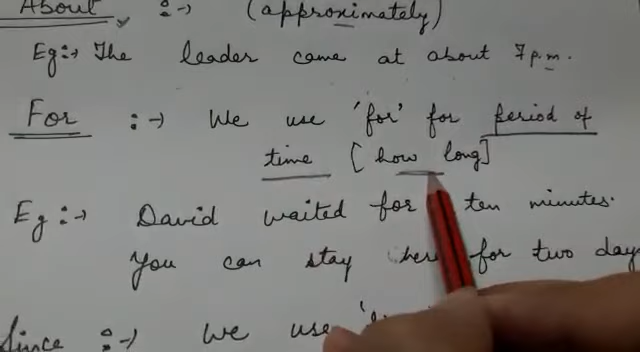 About :→ (approximately)
Eg:→ The leader came at about 7 p.m.
For :→ We use 'for' for period of
time [how long]
Eg:→ David waited for ten minutes.
You can stay here for two day
Since :→ We use